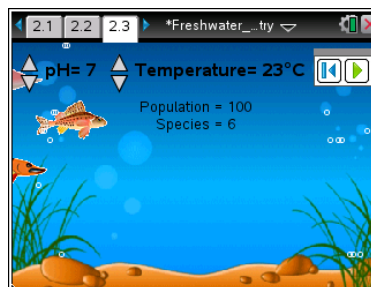 2.1 2.2 2.3 *Freshwater_...try
pH= 7 Temperature= 23°C
Population = 100
Species = 6